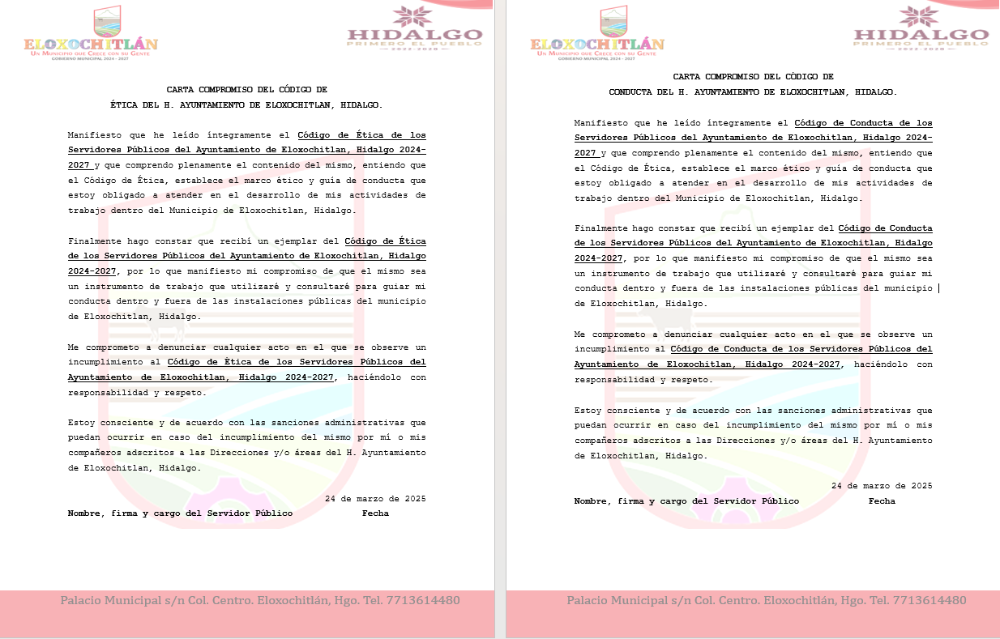 ELOXOCHITLÁN
UN MUNICIPIO QUE CRECE CON SU GENTE
GOBIERNO MUNICIPAL 2024 - 2027
HIDALGO
PRIMERO EL PUEBLO
2022-2028
CARTA COMPROMISO DEL CÓDIGO DE
ÉTICA DEL H. AYUNTAMIENTO DE ELOXOCHITLAN, HIDALGO.
Manifiesto que he leído íntegramente el Código de Ética de los
Servidores Públicos del Ayuntamiento de Eloxochitlan, Hidalgo 2024-
2027 y que comprendo plenamente el contenido del mismo, entiendo que
el Código de Ética, establece el marco ético y guía de conducta que
estoy obligado a atender en el desarrollo de mis actividades de
trabajo dentro del Municipio de Eloxochitlan, Hidalgo.
Finalmente hago constar que recibí un ejemplar del Código de Ética
de los Servidores Públicos del Ayuntamiento de Eloxochitlan, Hidalgo
2024-2027, por lo que manifiesto mi compromiso de que el mismo sea
un instrumento de trabajo que utilizaré y consultaré para guiar mi
conducta dentro y fuera de las instalaciones públicas del municipio
de Eloxochitlan, Hidalgo.
Me comprometo a denunciar cualquier acto en el que se observe un
incumplimiento al Código de Ética de los Servidores Públicos del
Ayuntamiento de Eloxochitlan, Hidalgo 2024-2027, haciéndolo con
responsabilidad y respeto.
Estoy consciente y de acuerdo con las sanciones administrativas que
puedan ocurrir en caso del incumplimiento del mismo por mí o mis
compañeros adscritos a las Direcciones y/o áreas del H. Ayuntamiento
de Eloxochitlan, Hidalgo.
24 de marzo de 2025
Nombre, firma y cargo del Servidor Público Fecha
Palacio Municipal s/n Col. Centro. Eloxochitlán, Hgo. Tel. 7713614480
ELOXOCHITLÁN
UN MUNICIPIO QUE CRECE CON SU GENTE
GOBIERNO MUNICIPAL 2024 - 2027
HIDALGO
PRIMERO EL PUEBLO
2022-2028
CARTA COMPROMISO DEL CÓDIGO DE
CONDUCTA DEL H. AYUNTAMIENTO DE ELOXOCHITLAN, HIDALGO.
Manifiesto que he leído íntegramente el Código de Conducta de los
Servidores Públicos del Ayuntamiento de Eloxochitlan, Hidalgo 2024-
2027 y que comprendo plenamente el contenido del mismo, entiendo que
el Código de Ética, establece el marco ético y guía de conducta que
estoy obligado a atender en el desarrollo de mis actividades de
trabajo dentro del Municipio de Eloxochitlan, Hidalgo.
Finalmente hago constar que recibí un ejemplar del Código de Conducta
de los Servidores Públicos del Ayuntamiento de Eloxochitlan, Hidalgo
2024-2027, por lo que manifiesto mi compromiso de que el mismo sea
un instrumento de trabajo que utilizaré y consultaré para guiar mi
conducta dentro y fuera de las instalaciones públicas del municipio
de Eloxochitlan, Hidalgo.
Me comprometo a denunciar cualquier acto en el que se observe un
incumplimiento al Código de Conducta de los Servidores Públicos del
Ayuntamiento de Eloxochitlan, Hidalgo 2024-2027, haciéndolo con
responsabilidad y respeto.
Estoy consciente y de acuerdo con las sanciones administrativas que
puedan ocurrir en caso del incumplimiento del mismo por mí o mis
compañeros adscritos a las Direcciones y/o áreas del H. Ayuntamiento
de Eloxochitlan, Hidalgo.
24 de marzo de 2025
Nombre, firma y cargo del Servidor Público Fecha
Palacio Municipal s/n Col. Centro. Eloxochitlán, Hgo. Tel. 7713614480